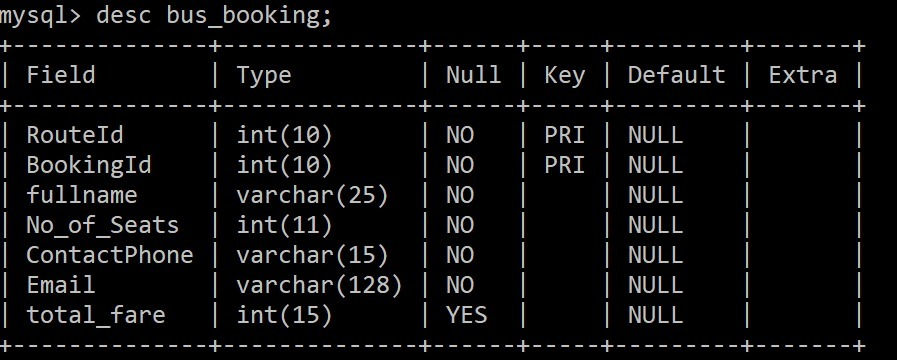 mysql> desc bus_booking;
+--------------+--------------+------+-----+---------+-------+
| Field        | Type         | Null | Key | Default | Extra |
+--------------+--------------+------+-----+---------+-------+
| RouteId      | int(10)      | NO   | PRI | NULL    |       |
| BookingId    | int(10)      | NO   | PRI | NULL    |       |
| fullname     | varchar(25)  | NO   |     | NULL    |       |
| No_of_Seats  | int(11)      | NO   |     | NULL    |       |
| ContactPhone | varchar(15)  | NO   |     | NULL    |       |
| Email        | varchar(128) | NO   |     | NULL    |       |
| total_fare   | int(15)      | YES  |     | NULL    |       |
+--------------+--------------+------+-----+---------+-------+